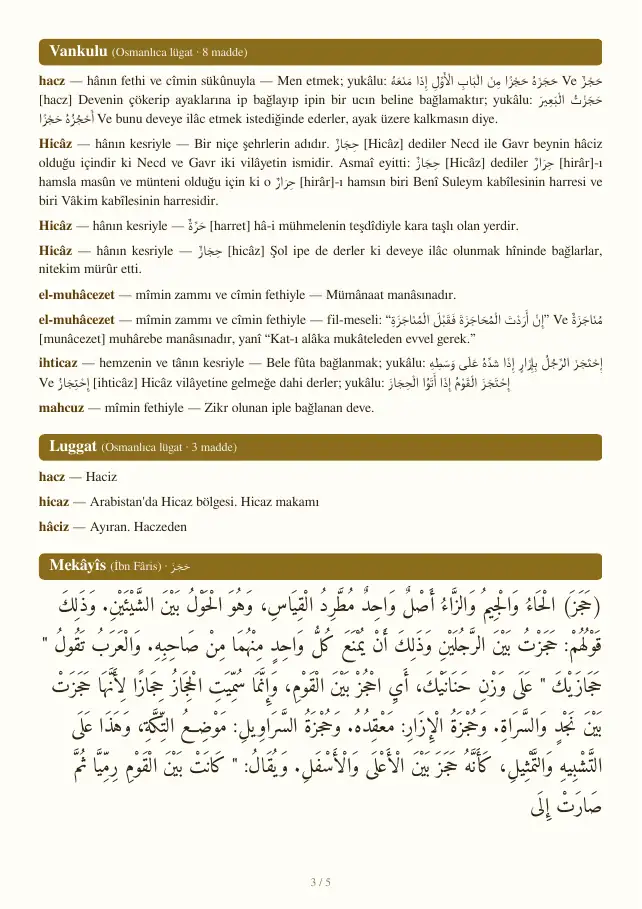 Vankulu (Osmanlıca lügat · 8 madde)
hacz — hânın fethi ve cîmin sükûnuyla — Men etmek; yukâlu: حَجَزَهُ حَجْزًا مِنَ الْبَابِ الْأَوَّلِ إِذَا مَنَعَهُ Ve حَجْزٌ
[hacz] Devenin çökerip ayaklarına ip bağlayıp ipin bir ucın beline bağlamaktır; yukâlu: حَجَزْتُ الْبَعِيرَ
أَحْجُزُهُ حَجْزًا Ve bunu deveye ilâc etmek istediğinde ederler, ayak üzere kalkmasın diye.
Hicâz — hânın kesriyle — Bir niçe şehrlerin adıdır. حِجَازٌ [Hicâz] dediler Necd ile Gavr beynin hâciz
olduğu içindir ki Necd ve Gavr iki vilâyetin ismidir. Asmaî eyitti: حِجَازٌ [Hicâz] dediler حِرَارٌ [hirâr]-ı
hamsla masûn ve münteni olduğu için ki o حِرَارٌ [hirâr]-ı hamsın biri Benî Suleym kabîlesinin harresi ve
biri Vâkim kabîlesinin harresidir.
Hicâz — hânın kesriyle — حَرَّةٌ [harret] hâ-i mühmelenin teşdîdiyle kara taşlı olan yerdir.
Hicâz — hânın kesriyle — حِجَازٌ [hicâz] Şol ipe de derler ki deveye ilâc olunmak hîninde bağlarlar,
nitekim mürûr etti.
el-muhâcezet — mîmin zammı ve cîmin fethiyle — Mümânaat manâsınadır.
el-muhâcezet — mîmin zammı ve cîmin fethiyle — fil-meseli: “إِنْ أَرَدْتَ الْمُحَاجَزَةَ فَقَبْلَ الْمُنَاجَزَةِ” Ve مُنَاجَزَةٌ
[munâcezet] muhârebe manâsınadır, yanî “Kat-ı alâka mukâteleden evvel gerek.”
ihticaz — hemzenin ve tânın kesriyle — Bele fûta bağlanmak; yukâlu: إِحْتَجَزَ الرَّجُلُ بِإِزَارٍ إِذَا شَدَّهُ عَلَى وَسَطِهِ
Ve إِحْتِجَازٌ [ihticâz] Hicâz vilâyetine gelmeğe dahi derler; yukâlu: إِحْتَجَزَ الْقَوْمُ إِذَا أَتَوُا الْحِجَازَ
mahcuz — mîmin fethiyle — Zikr olunan iple bağlanan deve.
Luggat (Osmanlıca lügat · 3 madde)
hacz — Haciz
hicaz — Arabistan'da Hicaz bölgesi. Hicaz makamı
hâciz — Ayıran. Haczeden
Mekâyîs (İbn Fâris) · حَجَزَ
(حَجَزَ) الْحَاءُ وَالْجِيمُ وَالزَّاءُ أَصْلٌ وَاحِدٌ مُطَّرِدُ الْقِيَاسِ، وَهُوَ الْحَوْلُ بَيْنَ الشَّيْئَيْنِ. وَذَلِكَ
قَوْلُهُمْ: حَجَزْتُ بَيْنَ الرَّجُلَيْنِ وَذَلِكَ أَنْ يُمْنَعَ كُلُّ وَاحِدٍ مِنْهُمَا مِنْ صَاحِبِهِ. وَالْعَرَبُ تَقُولُ "
حَجَازَيْكَ " عَلَى وَزْنِ حَنَانَيْكَ، أَيِ احْجُزْ بَيْنَ الْقَوْمِ، وَإِنَّمَا سُمِّيَتِ الْحِجَازُ حِجَازًا لِأَنَّهَا حَجَزَتْ
بَيْنَ نَجْدٍ وَالسَّرَاةِ. وَحُجْزَةُ الْإِزَارِ: مَعْقِدُهُ. وَحُجْزَةُ السَّرَاوِيلِ: مَوْضِعُ التِّكَّةِ، وَهَذَا عَلَى
التَّشْبِيهِ وَالتَّمْثِيلِ، كَأَنَّهُ حَجَزَ بَيْنَ الْأَعْلَى وَالْأَسْفَلِ. وَيُقَالُ: " كَانَتْ بَيْنَ الْقَوْمِ رِمِّيَّا ثُمَّ
صَارَتْ إِلَى
3 / 5